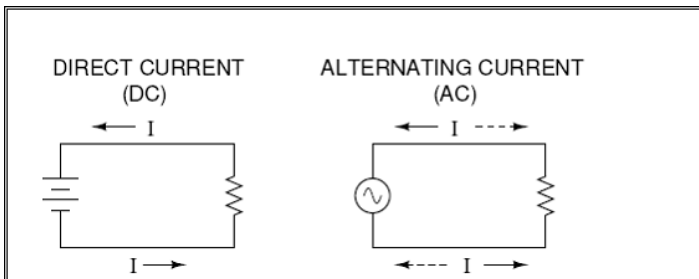 DIRECT CURRENT
(DC)
I
I
ALTERNATING CURRENT
(AC)
I
I